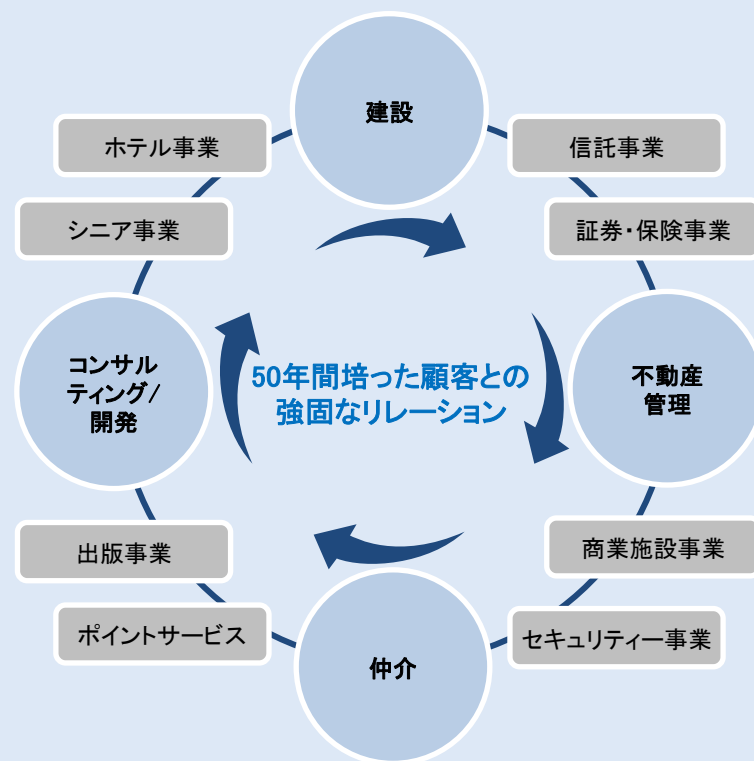 建設
ホテル事業
信託事業
シニア事業
証券・保険事業
コンサル
ティング/
開発
50年間培った顧客との
強固なリレーション
不動産
管理
出版事業
商業施設事業
ポイントサービス
セキュリティー事業
仲介